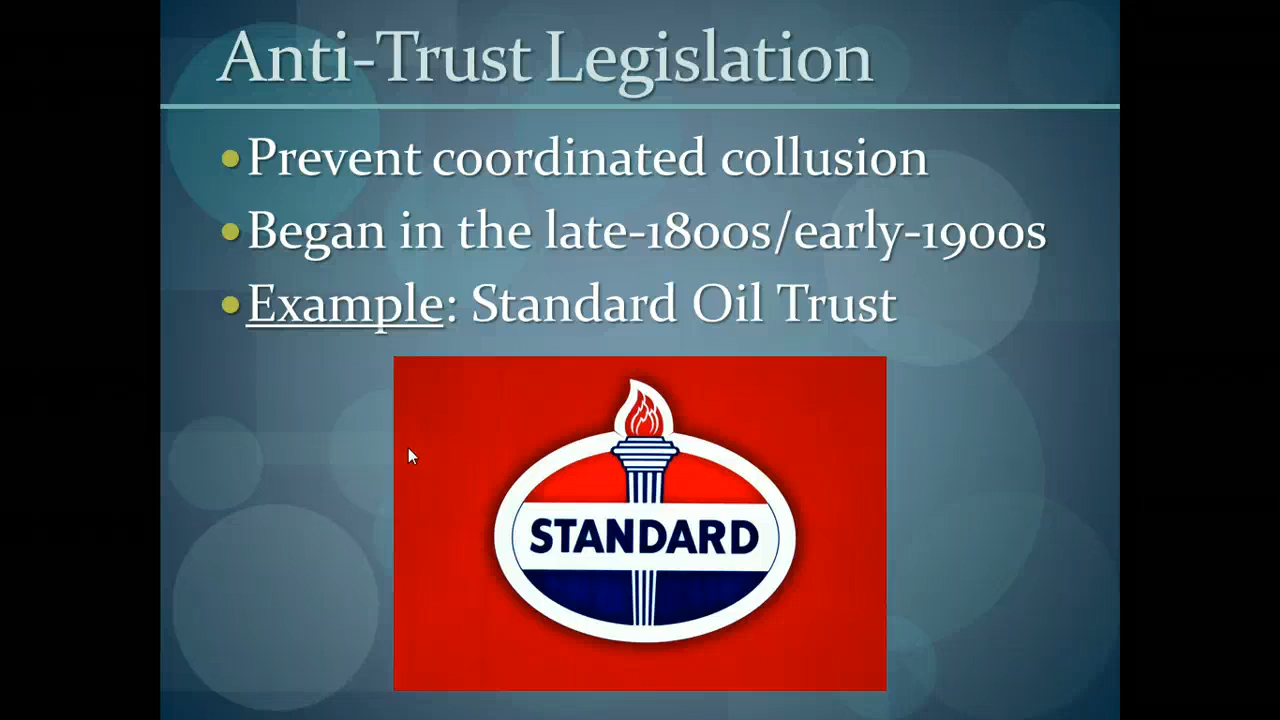 Anti-Trust Legislation
Prevent coordinated collusion
Began in the late-1800s/early-1900s
Example: Standard Oil Trust
STANDARD